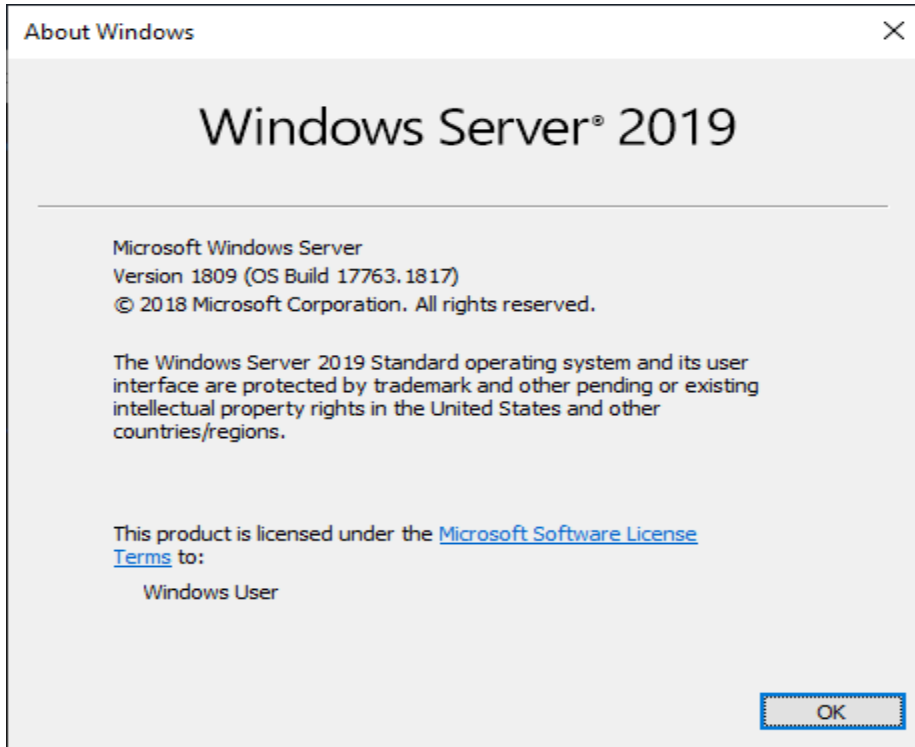 About Windows
Windows Server® 2019
Microsoft Windows Server
Version 1809 (OS Build 17763.1817)
© 2018 Microsoft Corporation. All rights reserved.
The Windows Server 2019 Standard operating system and its user
interface are protected by trademark and other pending or existing
intellectual property rights in the United States and other
countries/regions.
This product is licensed under the Microsoft Software License
Terms to:
Windows User
OK